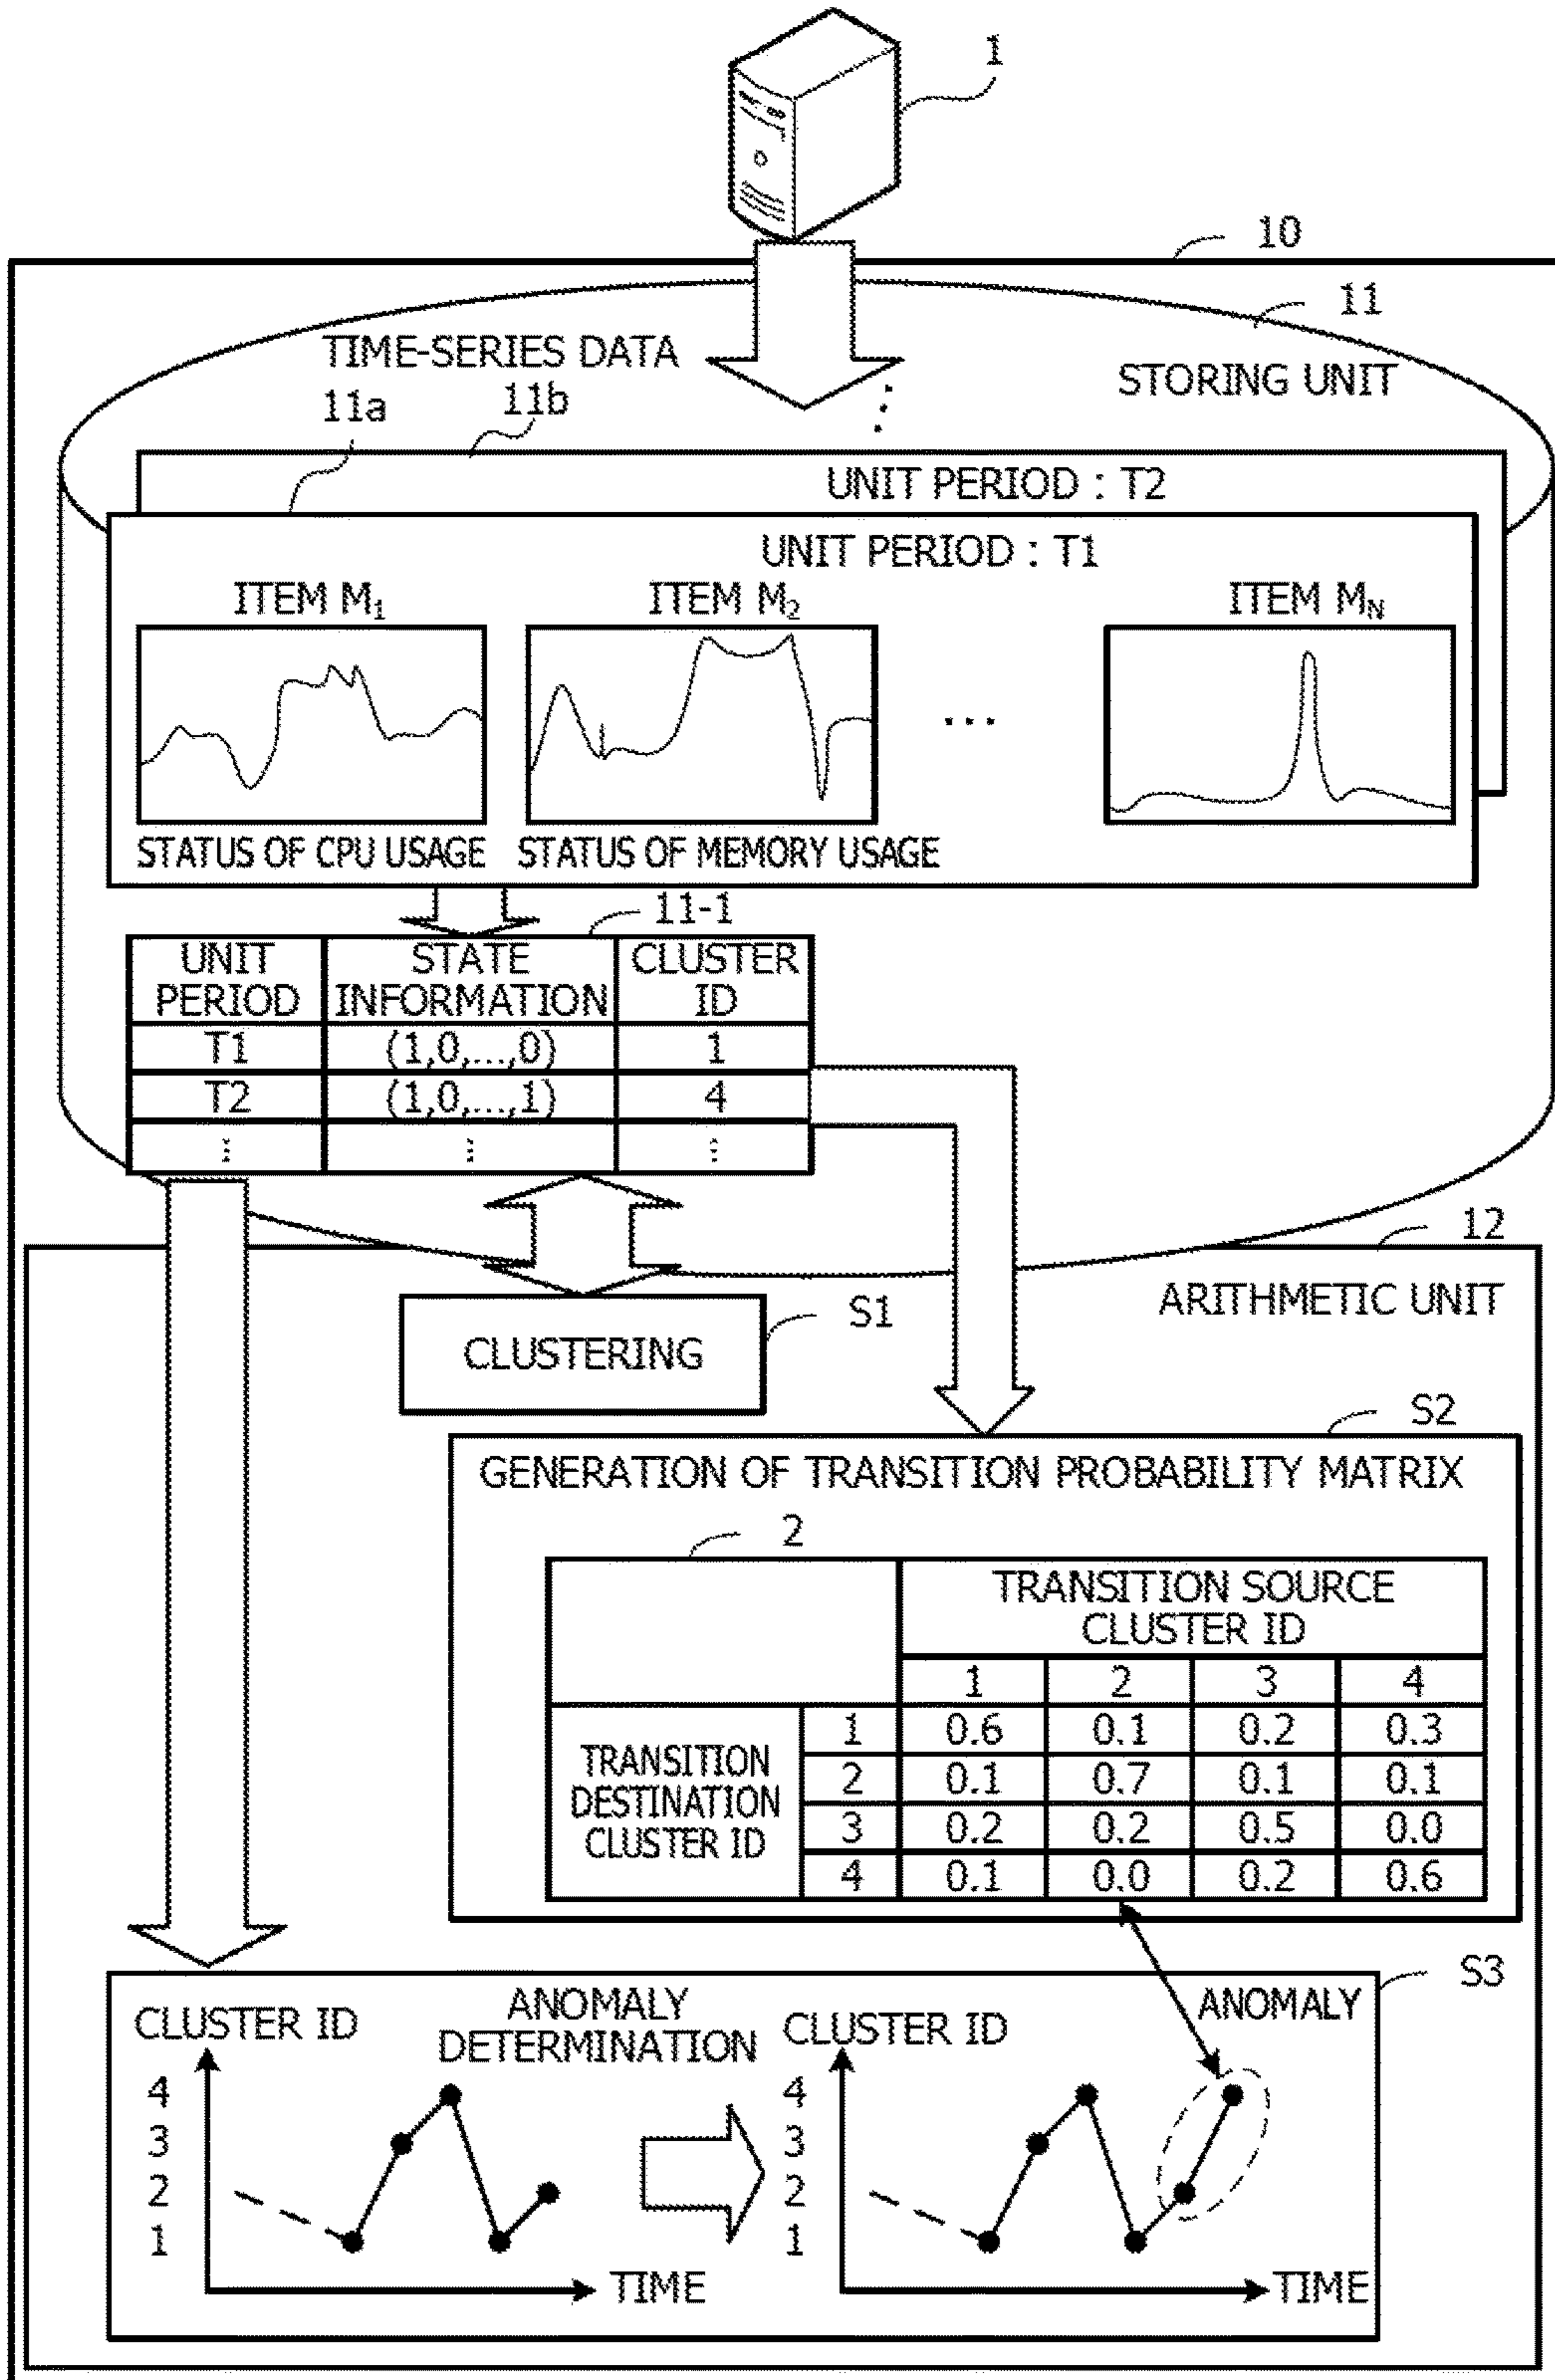 1
10
11
TIME-SERIES DATA
STORING UNIT
11a
11b
UNIT PERIOD : T2
UNIT PERIOD : T1
ITEM M₁
ITEM M₂
ITEM Mɴ
...
STATUS OF CPU USAGE
STATUS OF MEMORY USAGE
11-1
UNIT PERIOD
STATE INFORMATION
CLUSTER ID
T1 (1,0,...,0) 1
T2 (1,0,...,1) 4
⋮ ⋮ ⋮
12
ARITHMETIC UNIT
S1
CLUSTERING
S2
GENERATION OF TRANSITION PROBABILITY MATRIX
2
TRANSITION SOURCE
CLUSTER ID
1 2 3 4
TRANSITION
DESTINATION
CLUSTER ID
1 0.6 0.1 0.2 0.3
2 0.1 0.7 0.1 0.1
3 0.2 0.2 0.5 0.0
4 0.1 0.0 0.2 0.6
S3
CLUSTER ID
4
3
2
1
TIME
ANOMALY
DETERMINATION
CLUSTER ID
4
3
2
1
TIME
ANOMALY